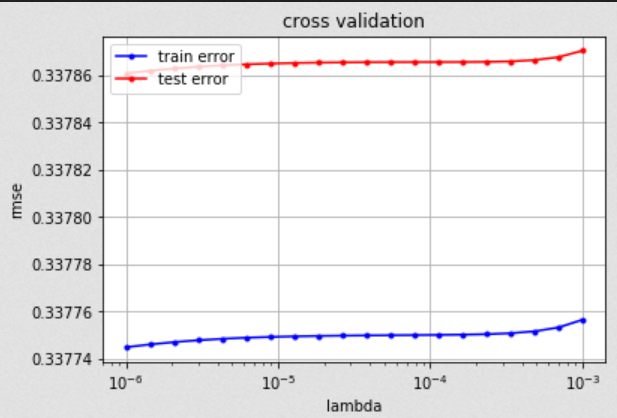 cross validation
train error
test error
0.33786
0.33784
0.33782
0.33780
0.33778
0.33776
0.33774
rmse
10⁻⁶
10⁻⁵
10⁻⁴
10⁻³
lambda